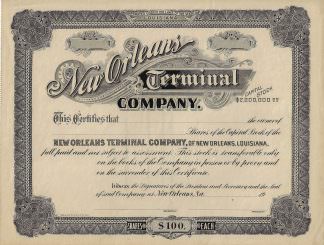 New Orleans
Terminal
COMPANY.
CAPITAL STOCK
$2,000,000.00
This Certifies that
the owner of
Shares of the Capital Stock of the
NEW ORLEANS TERMINAL COMPANY, OF NEW ORLEANS, LOUISIANA,
full paid and not subject to assessment. This stock is transferable only
on the books of the Company in person or by proxy and
on the surrender of this Certificate.
Witness, the Signatures of the President and Secretary and the Seal
of said Company at New Orleans, La. 19
SHARES $100. EACH